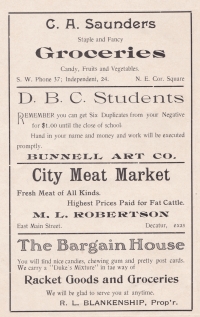 C. A. Saunders
Staple and Fancy
Groceries
Candy, Fruits and Vegetables.
S. W. Phone 37; Independent, 24. N. E. Cor. Square
D. B. C. Students
REMEMBER you can get Six Duplicates from your Negative
for $1.00 until the close of school.
Hand in your name and money and work will be executed
promptly.
BUNNELL ART CO.
City Meat Market
Fresh Meat of All Kinds.
Highest Prices Paid for Fat Cattle.
M. L. ROBERTSON
East Main Street. Decatur, exas
The Bargain House
You will find nice candies, chewing gum and pretty post cards.
We carry a "Duke's Mixture" in the way of
Racket Goods and Groceries
We will be glad to serve you at anytime.
R. L. BLANKENSHIP, Prop'r.